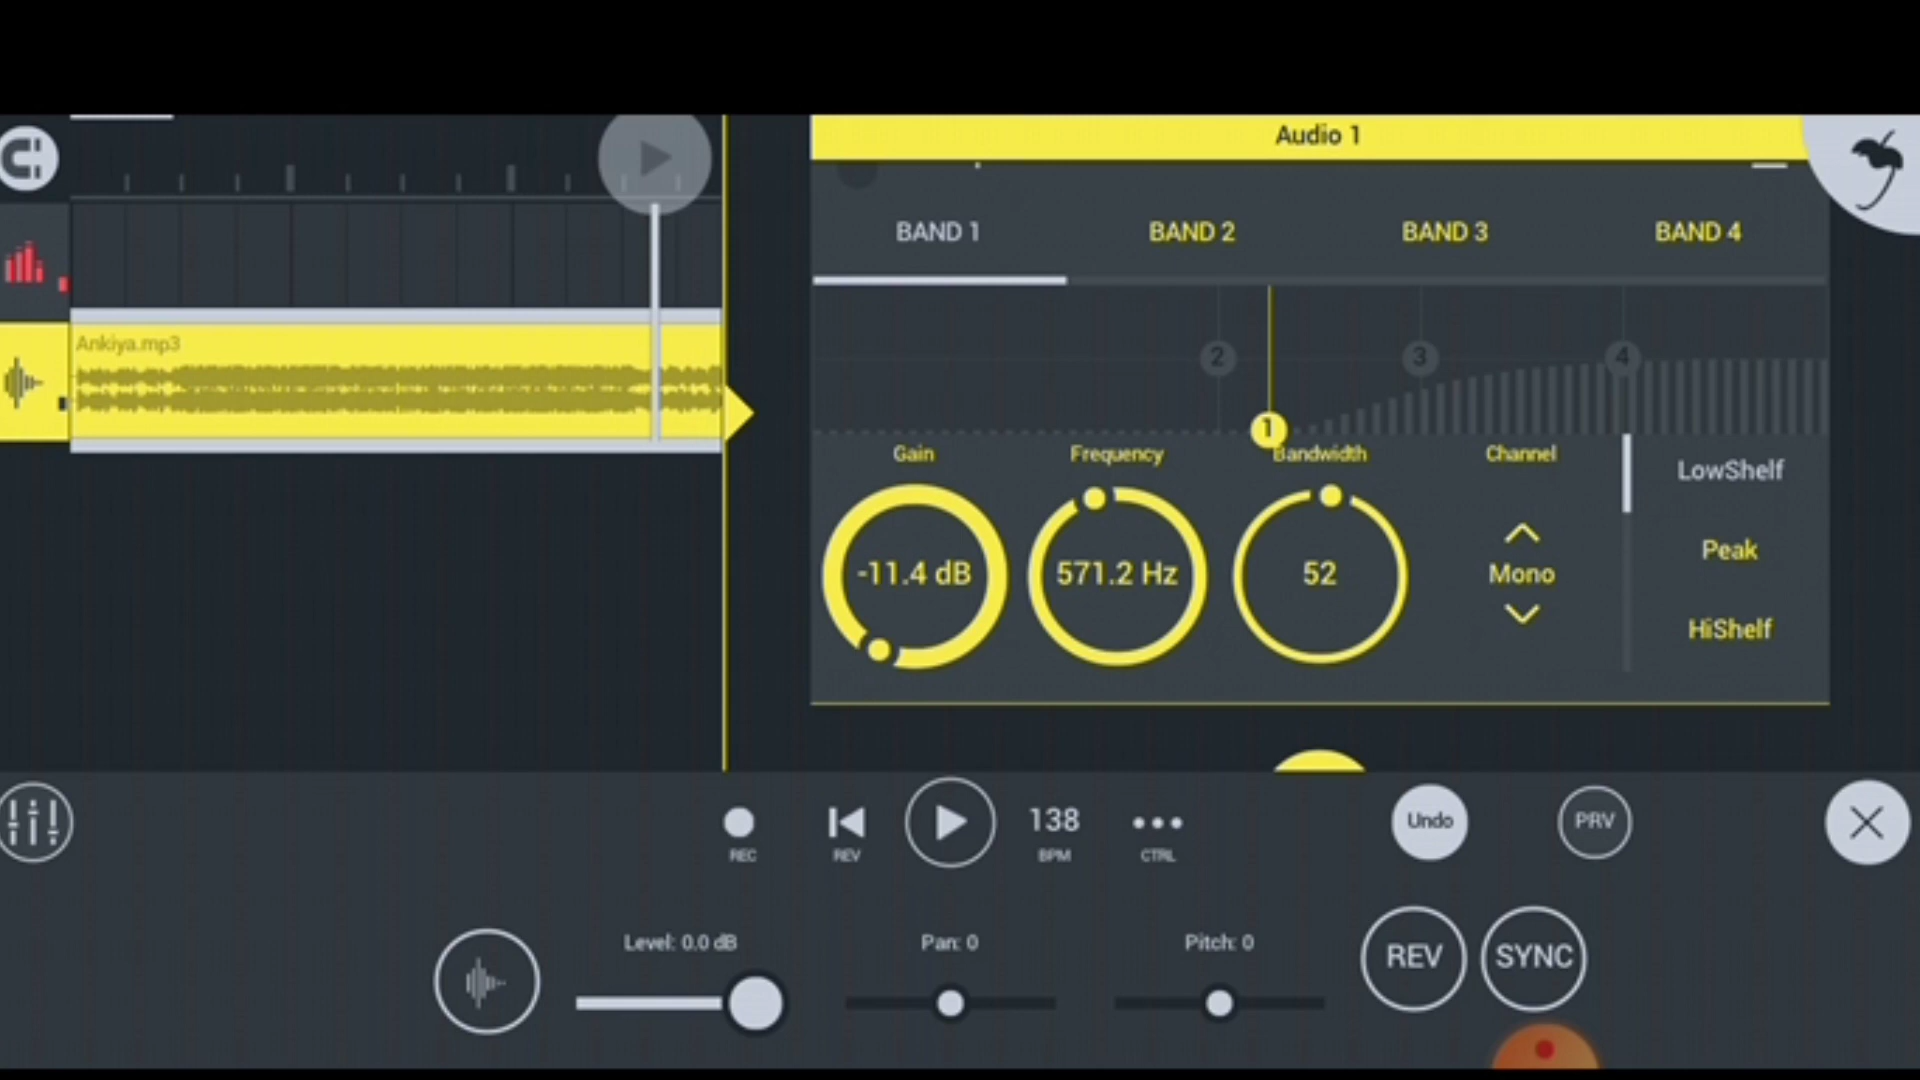 Audio 1
BAND 1 BAND 2 BAND 3 BAND 4
Ankiya.mp3
2 3 4
1
Gain Frequency Bandwidth Channel
LowShelf
Peak
-11.4 dB 571.2 Hz 52 Mono
HiShelf
138 Undo PRV
REC REV BPM CTRL
Level: 0.0 dB Pan: 0 Pitch: 0
REV SYNC